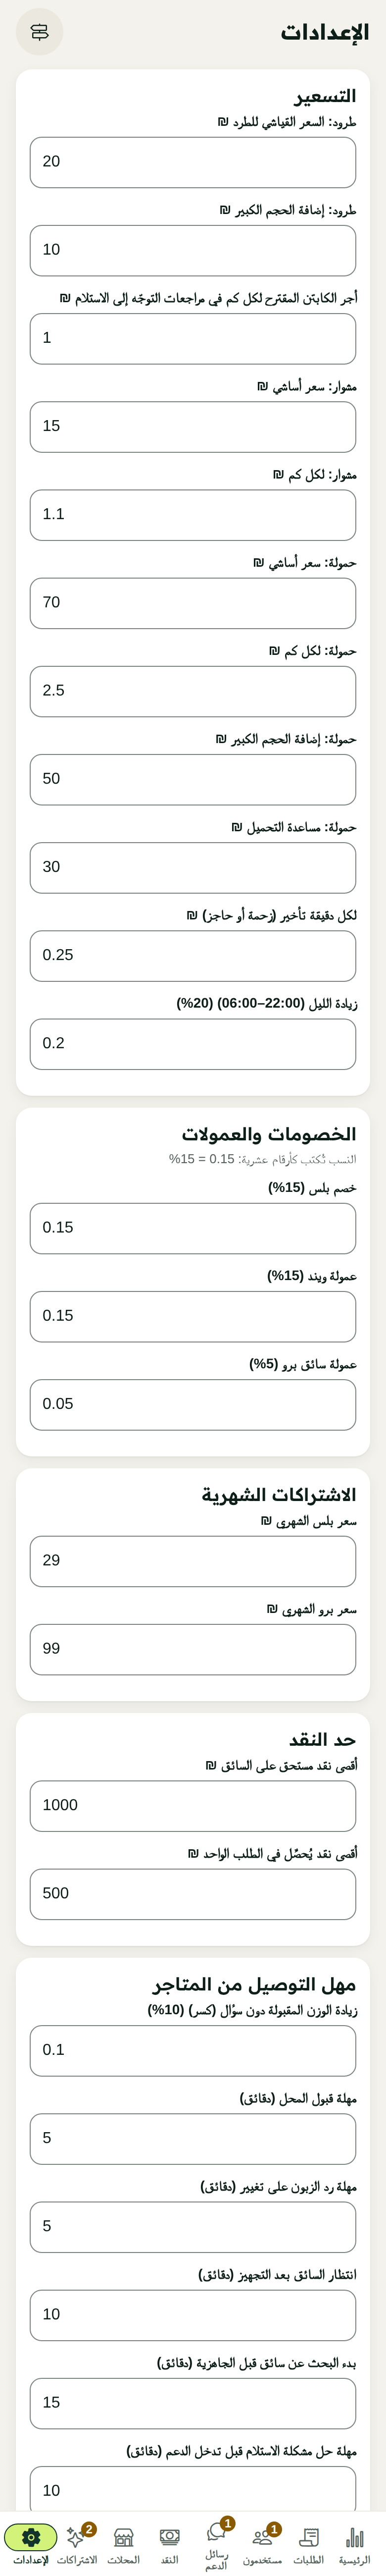 الإعدادات
التسعير
طرود: السعر القياشي للطرد ₪
20
طرود: إضافة الحجم الكبير ₪
10
أجر الكابتن المقترح لكل كم في مراجعات التوجّه إلى الاستلام ₪
1
مشوار: سعر أساشي ₪
15
مشوار: لكل كم ₪
1.1
حمولة: سعر أساشي ₪
70
حمولة: لكل كم ₪
2.5
حمولة: إضافة الحجم الكبير ₪
50
حمولة: مساعدة التحميل ₪
30
لكل دقيقة تأخير (زحمة أو حاجز) ₪
0.25
زيادة الليل (22:00–06:00) (20%)
0.2
الخصومات والعمولات
النسب تُكتب كأرقام عشرية: 0.15 = 15%
خصم بلس (15%)
0.15
عمولة ويند (15%)
0.15
عمولة سائق برو (5%)
0.05
الاشتراكات الشهرية
سعر بلس الشهري ₪
29
سعر برو الشهري ₪
99
حد النقد
أقصى نقد مستحق على السائق ₪
1000
أقصى نقد يُحصّل في الطلب الواحد ₪
500
مهل التوصيل من المتاجر
زيادة الوزن المقبولة دون سؤال (كسر) (10%)
0.1
مهلة قبول المحل (دقائق)
5
مهلة رد الزبون على تغيير (دقائق)
5
انتظار السائق بعد التجهيز (دقائق)
10
بدء البحث عن سائق قبل الجاهزية (دقائق)
15
مهلة حل مشكلة الاستلام قبل تدخل الدعم (دقائق)
10
الرئيسية
الطلبات
مستخدمون
1
رسائل الدعم
1
النقد
المحلات
الاشتراكات
2
الإعدادات